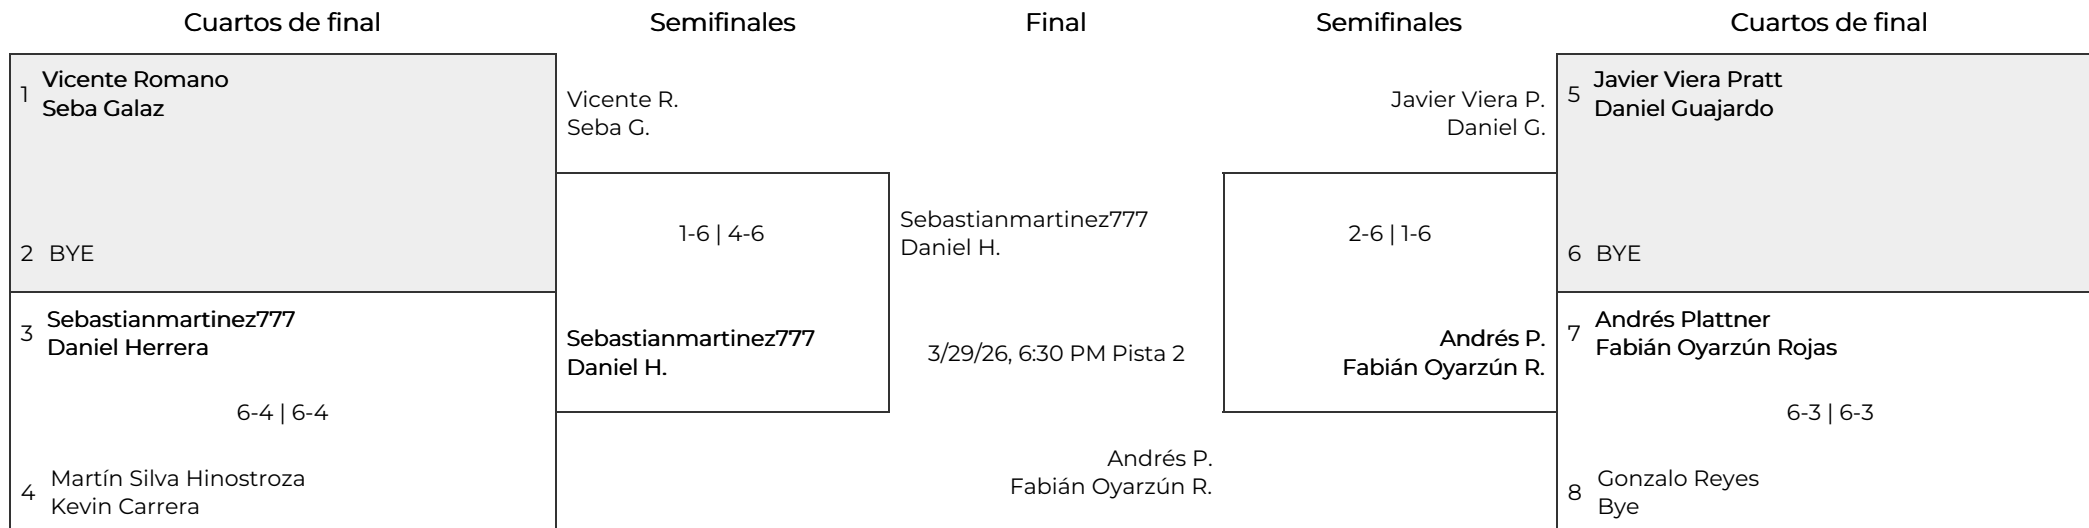 Cuartos de final
Semifinales
Final
Semifinales
Cuartos de final
1
Vicente Romano
Seba Galaz
2 BYE
3
Sebastianmartinez777
Daniel Herrera
6-4 | 6-4
4
Martín Silva Hinostroza
Kevin Carrera
Vicente R.
Seba G.
1-6 | 4-6
Sebastianmartinez777
Daniel H.
Sebastianmartinez777
Daniel H.
3/29/26, 6:30 PM Pista 2
Andrés P.
Fabián Oyarzún R.
Javier Viera P.
Daniel G.
2-6 | 1-6
Andrés P.
Fabián Oyarzún R.
5
Javier Viera Pratt
Daniel Guajardo
6 BYE
7
Andrés Plattner
Fabián Oyarzún Rojas
6-3 | 6-3
8
Gonzalo Reyes
Bye